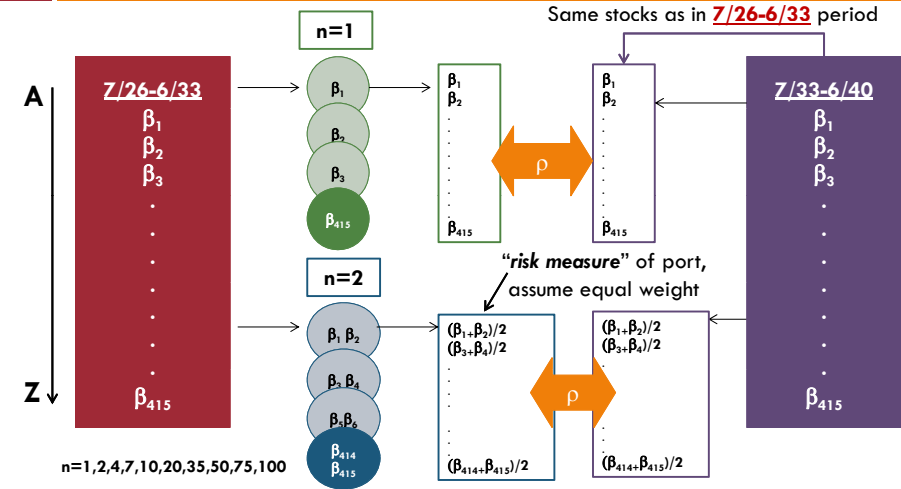 Same stocks as in 7/26-6/33 period
n=1
A
Z
7/26-6/33
β₁
β₂
β₃
.
.
.
.
.
.
.
β₄₁₅
β₁
β₂
β₃
β₄₁₅
β₁
β₂
.
.
.
.
.
.
β₄₁₅
ρ
β₁
β₂
.
.
.
.
.
.
β₄₁₅
7/33-6/40
β₁
β₂
β₃
.
.
.
.
.
.
.
β₄₁₅
"risk measure" of port,
assume equal weight
n=2
β₁ β₂
β₃ β₄
β₅β₆
β₄₁₄
β₄₁₅
(β₁+β₂)/2
(β₃+β₄)/2
.
.
.
.
.
.
(β₄₁₄+β₄₁₅)/2
ρ
(β₁+β₂)/2
(β₃+β₄)/2
.
.
.
.
.
.
(β₄₁₄+β₄₁₅)/2
n=1,2,4,7,10,20,35,50,75,100